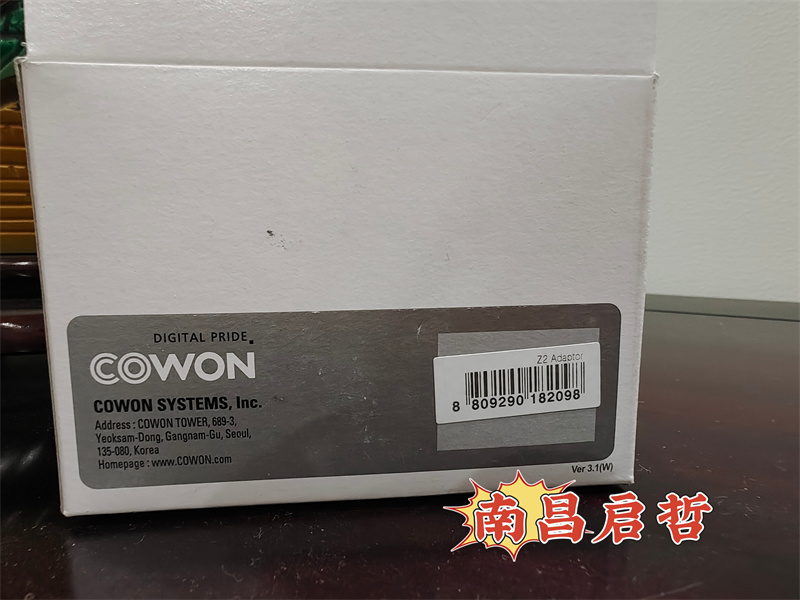 DIGITAL PRIDE.
COWON
COWON SYSTEMS, Inc.
Address : COWON TOWER, 689-3,
Yeoksam-Dong, Gangnam-Gu, Seoul,
135-080, Korea
Homepage : www.COWON.com
Z2 Adaptor
8 809290 182098
Ver 3.1(W)
南昌启哲